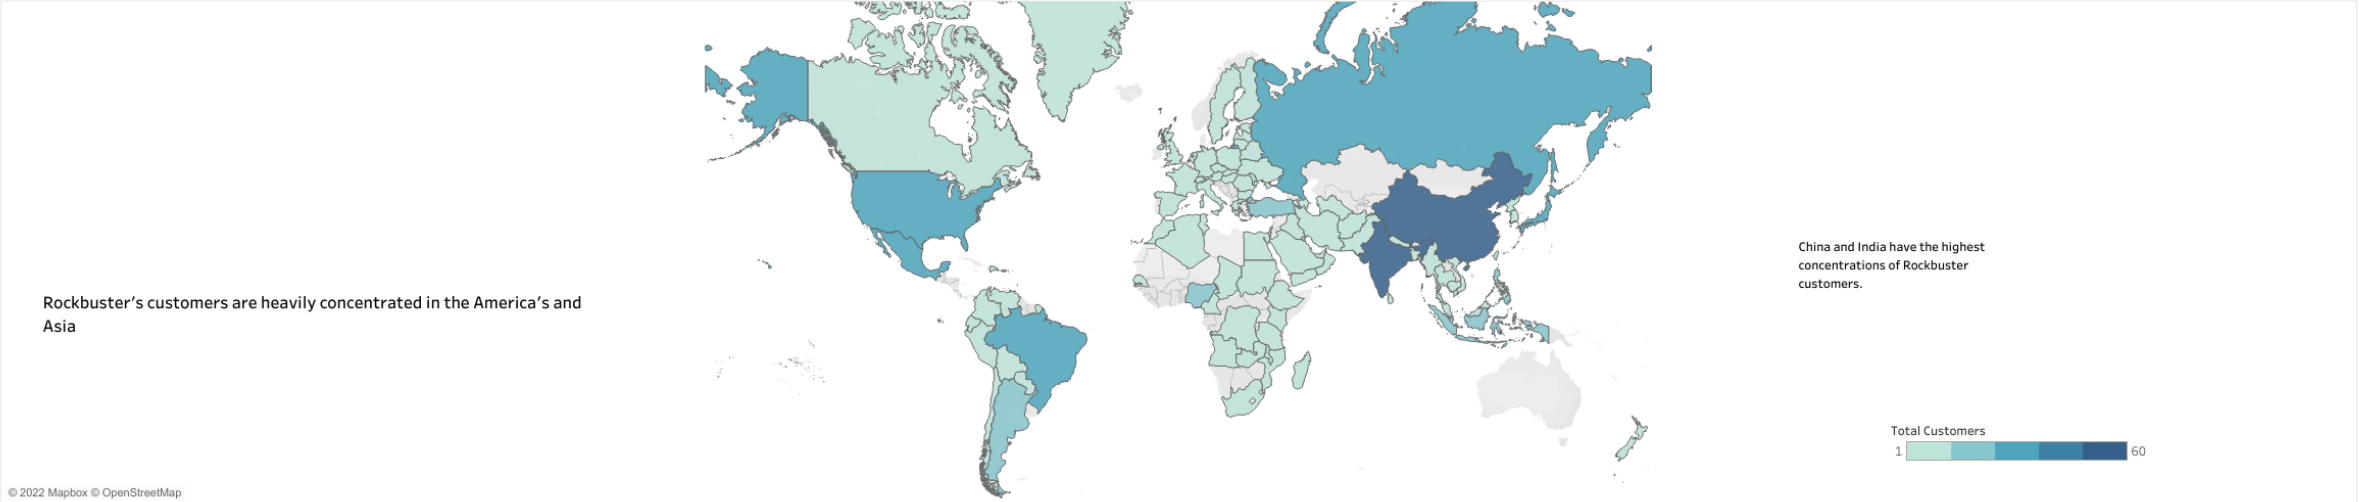 Rockbuster's customers are heavily concentrated in the America's and
Asia
China and India have the highest
concentrations of Rockbuster
customers.
Total Customers
1 60
© 2022 Mapbox © OpenStreetMap